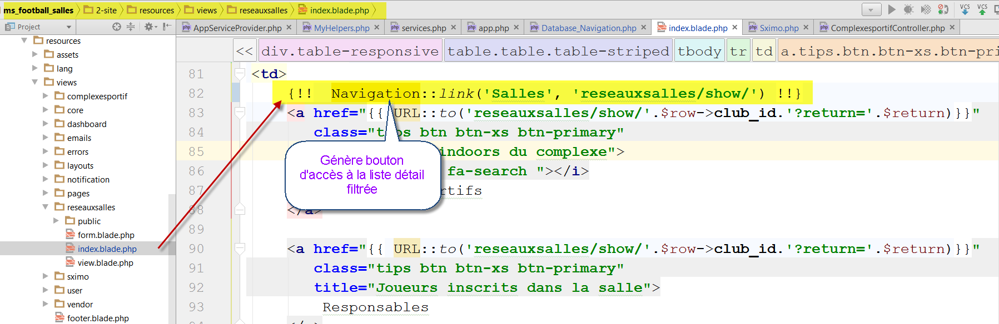 ms_football_salles 2-site resources views reseauxsalles index.blade.php
VCS VCS
Project AppServiceProvider.php MyHelpers.php services.php app.php Database_Navigation.php index.blade.php Sximo.php ComplexesportifController.php
<< div.table-responsive table.table.table-striped tbody tr td a.tips.btn.btn-xs.btn-pri
resources
assets
lang
views
complexesportif
core
dashboard
emails
errors
layouts
notification
pages
reseauxsalles
public
form.blade.php
index.blade.php
view.blade.php
sximo
user
vendor
footer.blade.php
81 <td>
82 {!! Navigation::link('Salles', 'reseauxsalles/show/') !!}
83 <a href="{{ URL::to('reseauxsalles/show/'.$row->club_id.'?return='.$return)}}"
84 class="tips btn btn-xs btn-primary"
85 indoors du complexe">
86 fa-search "></i>
87 rtifs
88 </a>
89
90 <a href="{{ URL::to('reseauxsalles/show/'.$row->club_id.'?return='.$return)}}"
91 class="tips btn btn-xs btn-primary"
92 title="Joueurs inscrits dans la salle">
93 Responsables
Génère bouton
d'accès à la liste détail
filtrée